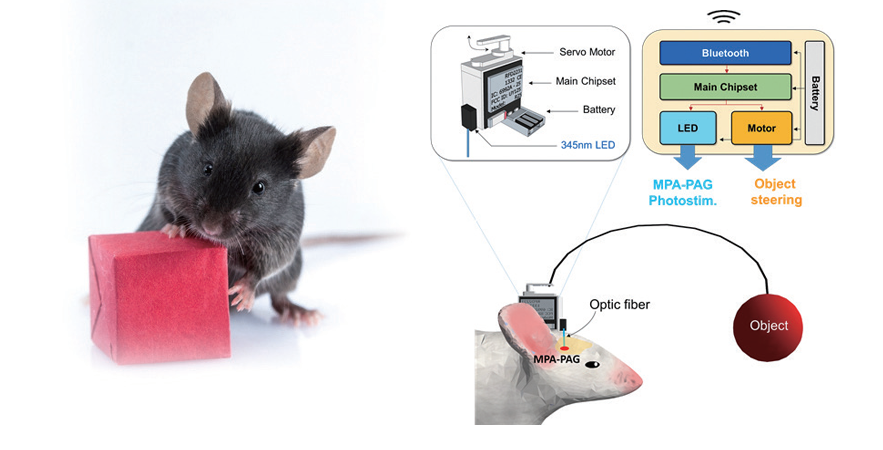 Servo Motor
Main Chipset
Battery
345nm LED
Bluetooth
Main Chipset
Battery
LED
Motor
MPA-PAG
Photostim.
Object
steering
Optic fiber
MPA-PAG
Object